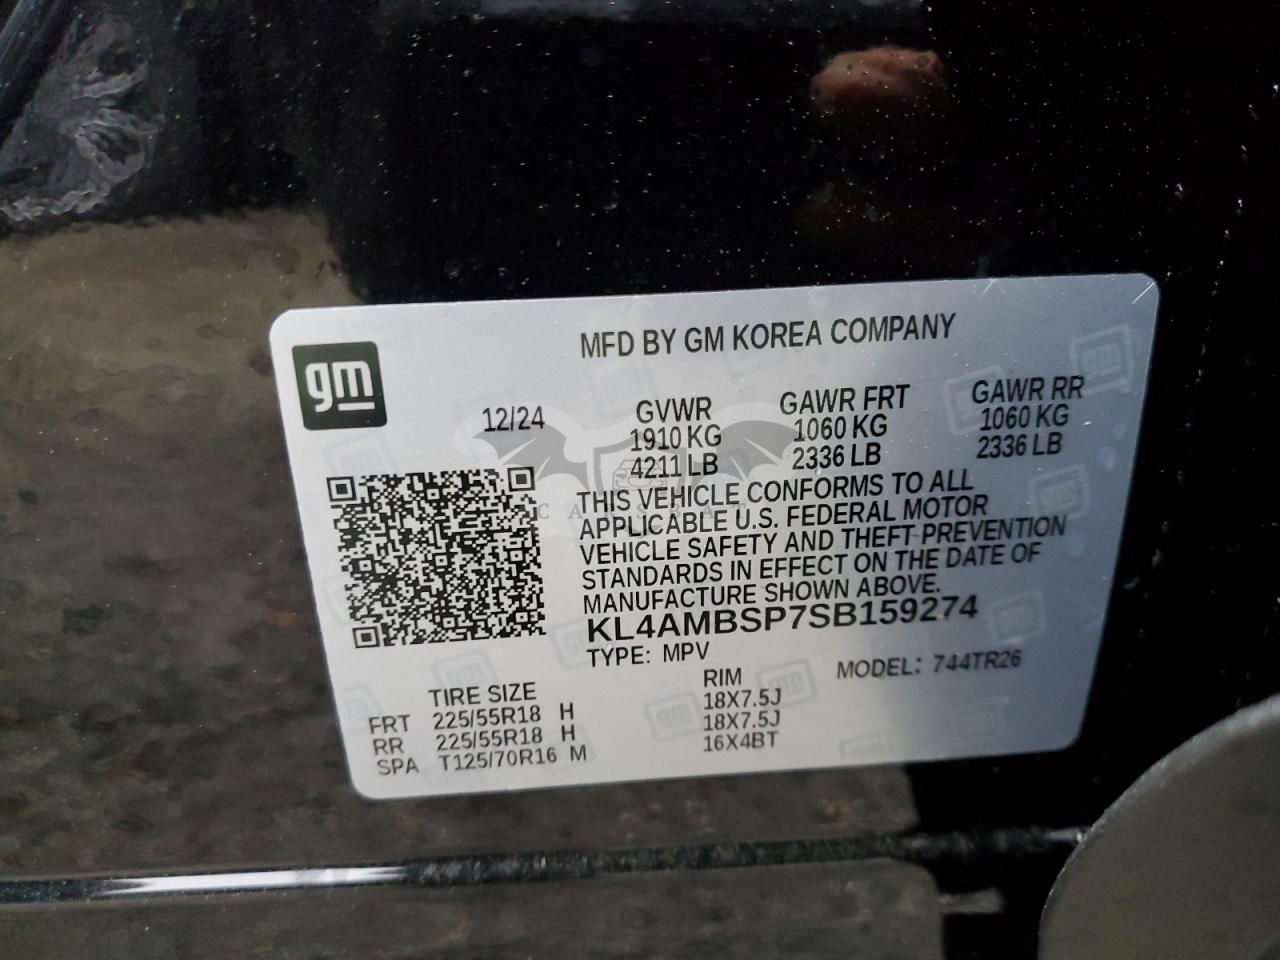 gm
MFD BY GM KOREA COMPANY
12/24
GVWR GAWR FRT GAWR RR
1910 KG 1060 KG 1060 KG
4211 LB 2336 LB 2336 LB
THIS VEHICLE CONFORMS TO ALL
APPLICABLE U.S. FEDERAL MOTOR
VEHICLE SAFETY AND THEFT PREVENTION
STANDARDS IN EFFECT ON THE DATE OF
MANUFACTURE SHOWN ABOVE.
KL4AMBSP7SB159274
TYPE: MPV MODEL: 744TR26
TIRE SIZE RIM
FRT 225/55R18 H 18X7.5J
RR 225/55R18 H 18X7.5J
SPA T125/70R16 M 16X4BT